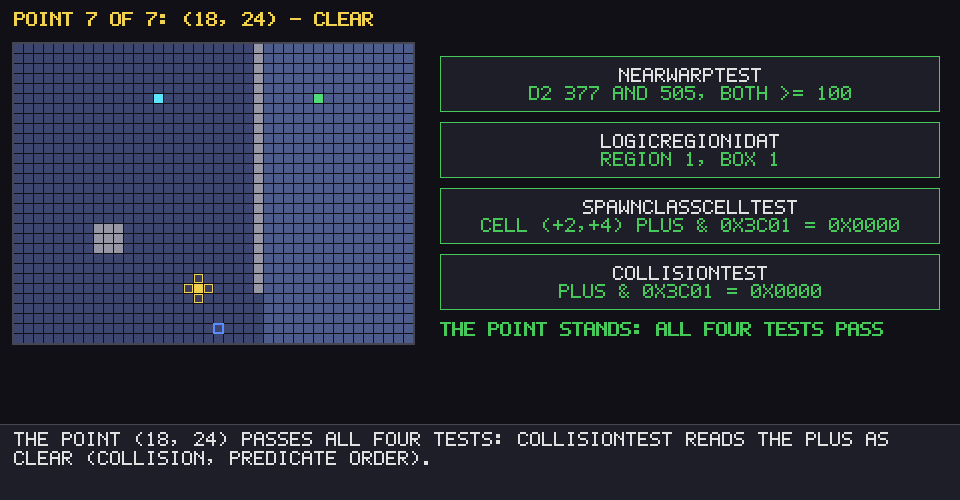 POINT 7 OF 7: (18, 24) - CLEAR
NEARWARPTEST
D2 377 AND 505, BOTH >= 100
LOGICREGIONIDAT
REGION 1, BOX 1
SPAWNCLASSCELLTEST
CELL (+2,+4) PLUS & 0X3C01 = 0X0000
COLLISIONTEST
PLUS & 0X3C01 = 0X0000
THE POINT STANDS: ALL FOUR TESTS PASS
THE POINT (18, 24) PASSES ALL FOUR TESTS: COLLISIONTEST READS THE PLUS AS
CLEAR (COLLISION, PREDICATE ORDER).